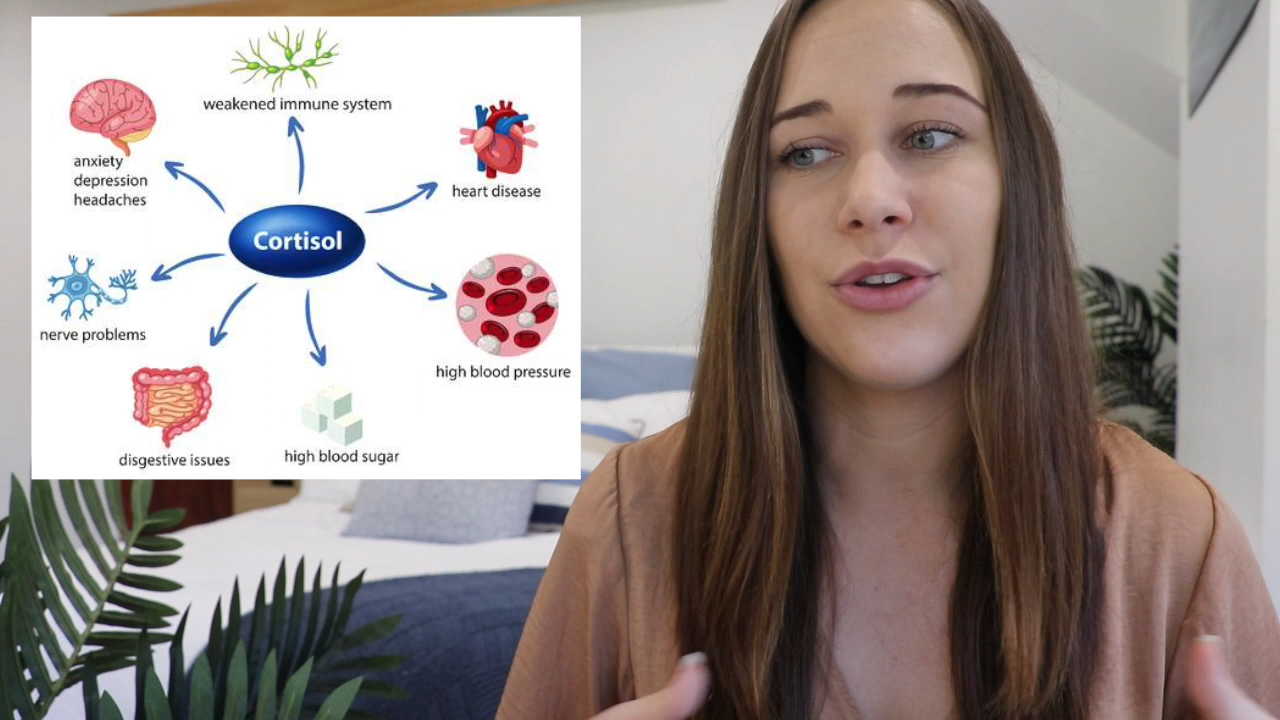 weakened immune system
anxiety
depression
headaches
heart disease
Cortisol
nerve problems
high blood pressure
disgestive issues
high blood sugar